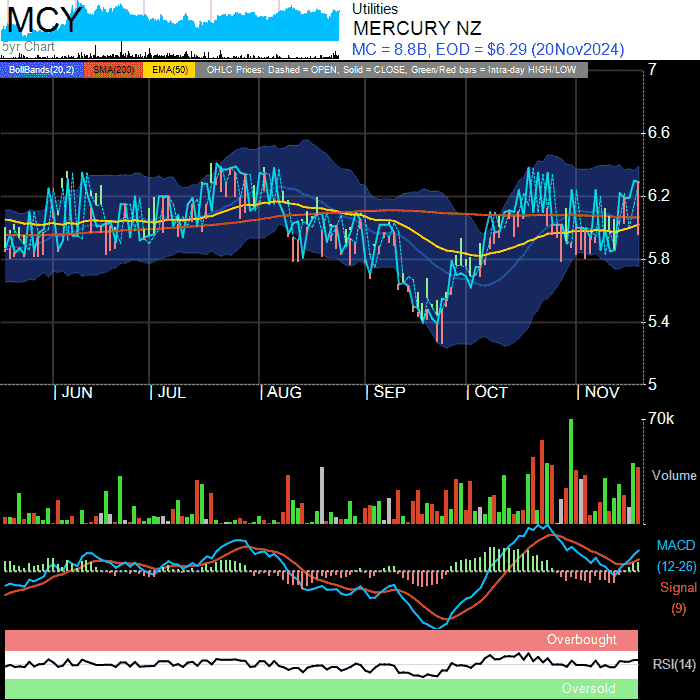 MCY
5yr Chart
Utilities
MERCURY NZ
MC = 8.8B, EOD = $6.29 (20Nov2024)
BollBands(20,2) SMA(200) EMA(50) OHLC Prices: Dashed = OPEN, Solid = CLOSE, Green/Red bars = Intra-day HIGH/LOW
7
6.6
6.2
5.8
5.4
5
| JUN | JUL | AUG | SEP | OCT | NOV
70k
Volume
MACD
(12-26)
Signal
(9)
Overbought
RSI(14)
Oversold